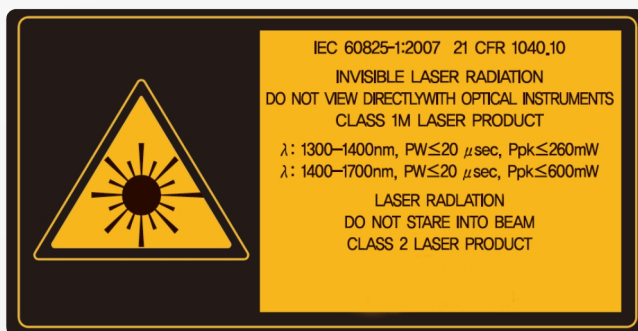 IEC 60825-1:2007 21 CFR 1040.10
INVISIBLE LASER RADIATION
DO NOT VIEW DIRECTLYWITH OPTICAL INSTRUMENTS
CLASS 1M LASER PRODUCT
λ: 1300-1400nm, PW≤20 μsec, Ppk≤260mW
λ: 1400-1700nm, PW≤20 μsec, Ppk≤600mW
LASER RADLATION
DO NOT STARE INTO BEAM
CLASS 2 LASER PRODUCT